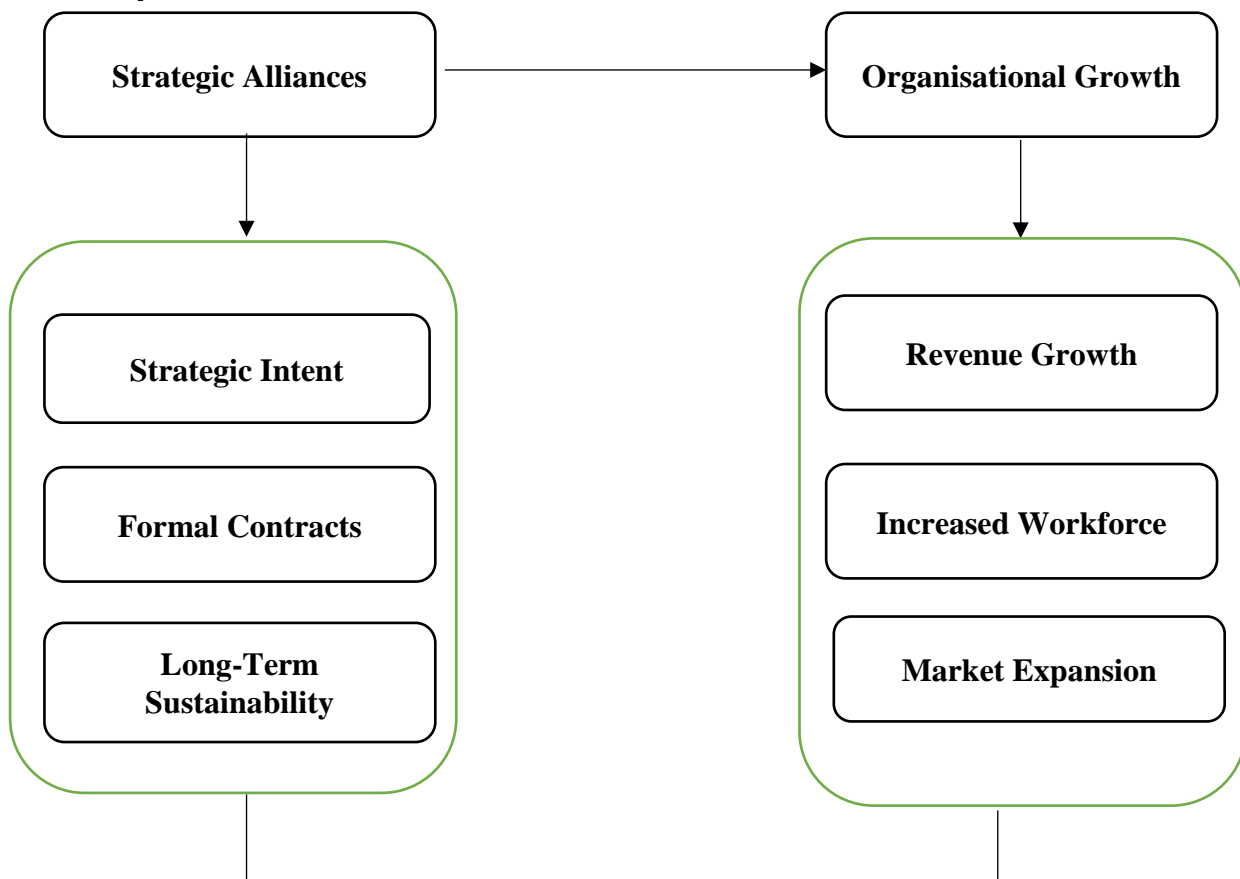 Strategic Alliances
Organisational Growth
Strategic Intent
Formal Contracts
Long-Term
Sustainability
Revenue Growth
Increased Workforce
Market Expansion